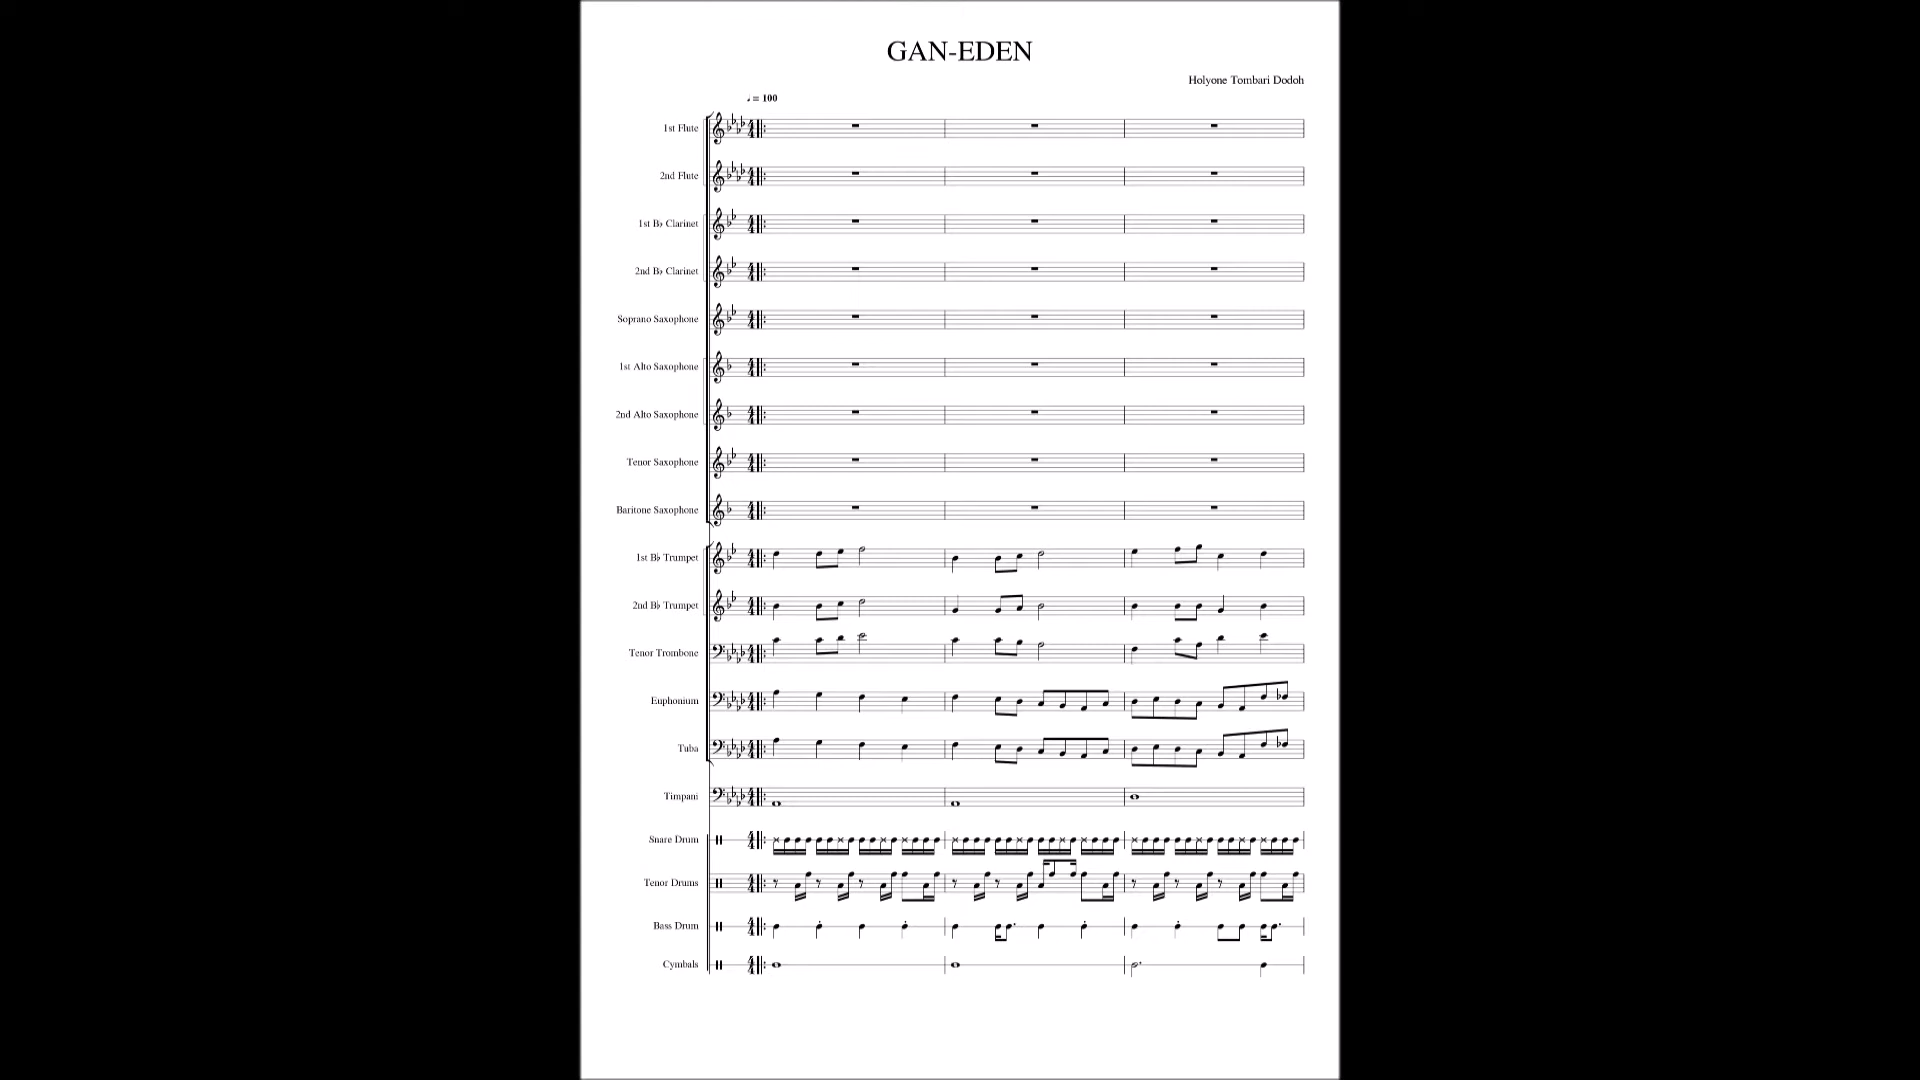 GAN-EDEN
Holyone Tombari Dodoh
♩ = 100
1st Flute
2nd Flute
1st B♭ Clarinet
2nd B♭ Clarinet
Soprano Saxophone
1st Alto Saxophone
2nd Alto Saxophone
Tenor Saxophone
Baritone Saxophone
1st B♭ Trumpet
2nd B♭ Trumpet
Tenor Trombone
Euphonium
Tuba
Timpani
Snare Drum
Tenor Drums
Bass Drum
Cymbals